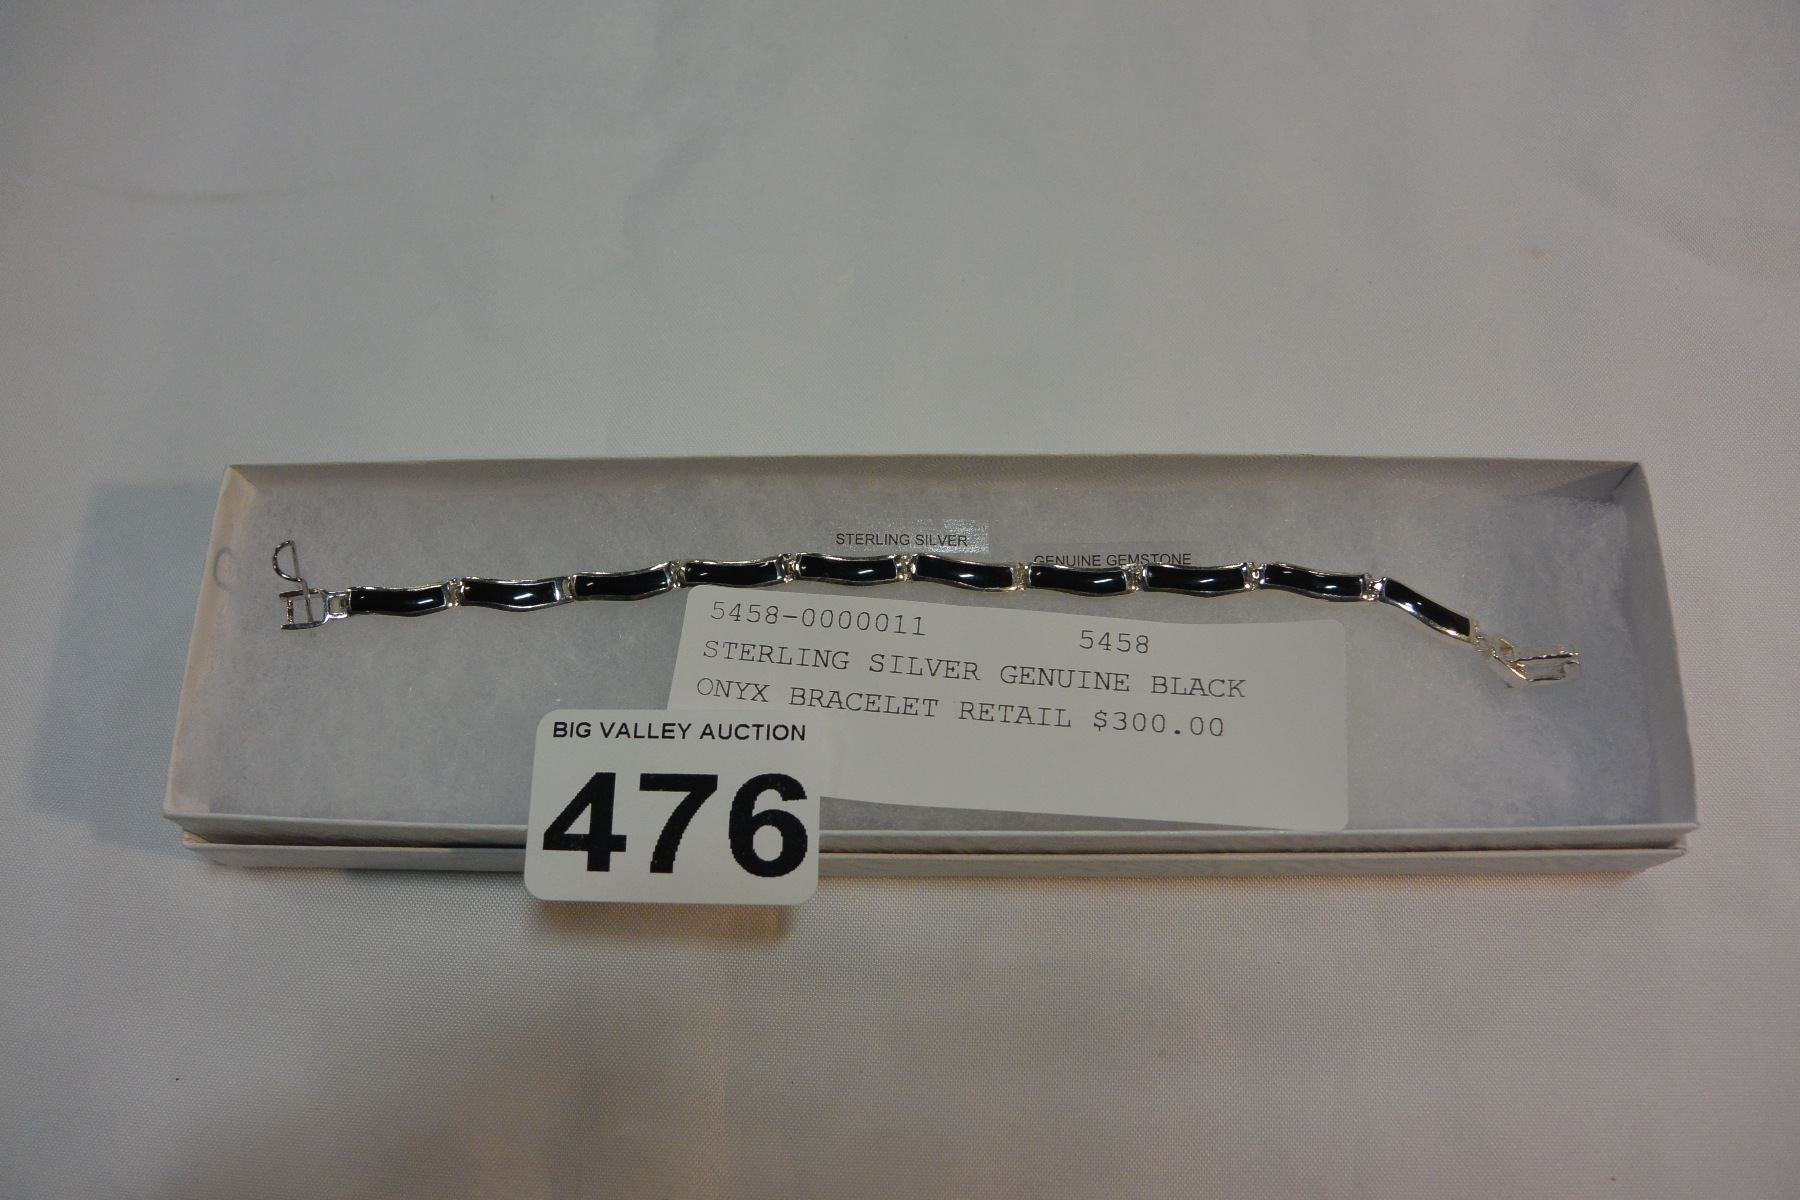 STERLING SILVER
GENUINE GEMSTONE
5458-0000011 5458
STERLING SILVER GENUINE BLACK
ONYX BRACELET RETAIL $300.00
BIG VALLEY AUCTION
476